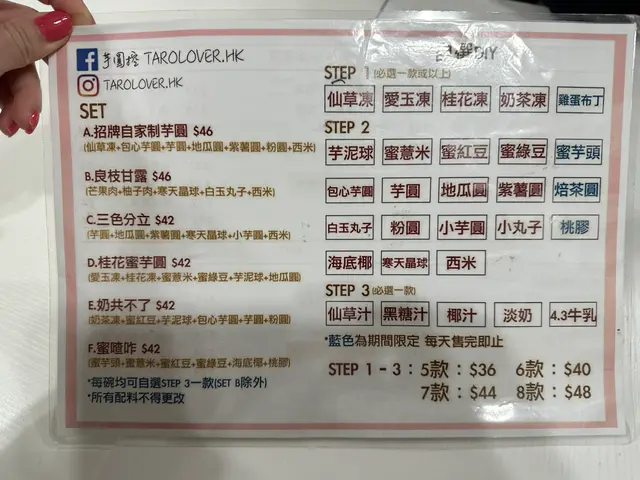 芋圓控 TAROLOVER.HK
TAROLOVER.HK
SET
A.招牌自家制芋圓 $46
(仙草凍+包心芋圓+芋圓+地瓜圓+紫薯圓+粉圓+西米)
B.良枝甘露 $46
(芒果肉+柚子肉+寒天晶球+白玉丸子+西米)
C.三色分立 $42
(芋圓+地瓜圓+紫薯圓+寒天晶球+小芋圓+西米)
D.桂花蜜芋圓 $42
(愛玉凍+桂花凍+蜜薏米+蜜綠豆+芋泥球+地瓜圓)
E.奶共不了 $42
(奶茶凍+蜜紅豆+芋泥球+包心芋圓+芋圓+粉圓)
F.蜜喳咋 $42
(蜜芋頭+蜜薏米+蜜紅豆+蜜綠豆+海底椰+桃膠)
*每碗均可自選STEP 3一款(SET B除外)
*所有配料不得更改
DIY
STEP 1(必選一款或以上)
仙草凍 愛玉凍 桂花凍 奶茶凍 雞蛋布丁
STEP 2
芋泥球 蜜薏米 蜜紅豆 蜜綠豆 蜜芋頭
包心芋圓 芋圓 地瓜圓 紫薯圓 焙茶圓
白玉丸子 粉圓 小芋圓 小丸子 桃膠
海底椰 寒天晶球 西米
STEP 3(必選一款)
仙草汁 黑糖汁 椰汁 淡奶 4.3牛乳
*藍色為期間限定 每天售完即止
STEP 1 - 3 : 5款 : $36 6款 : $40
7款 : $44 8款 : $48